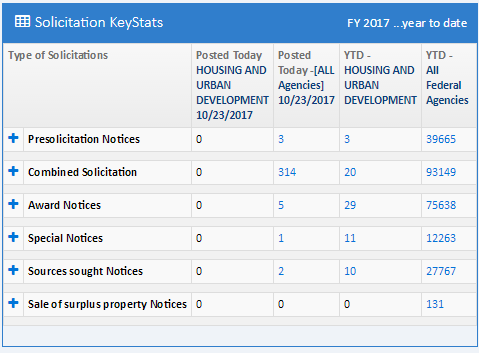 Solicitation KeyStats FY 2017 ...year to date
Type of Solicitations Posted Today Posted YTD - YTD -
HOUSING AND Today -[ALL HOUSING AND All
URBAN Agencies] URBAN Federal
DEVELOPMENT 10/23/2017 DEVELOPMENT Agencies
10/23/2017
Presolicitation Notices 0 3 3 39665
Combined Solicitation 0 314 20 93149
Award Notices 0 5 29 75638
Special Notices 0 1 11 12263
Sources sought Notices 0 2 10 27767
Sale of surplus property Notices 0 0 0 131